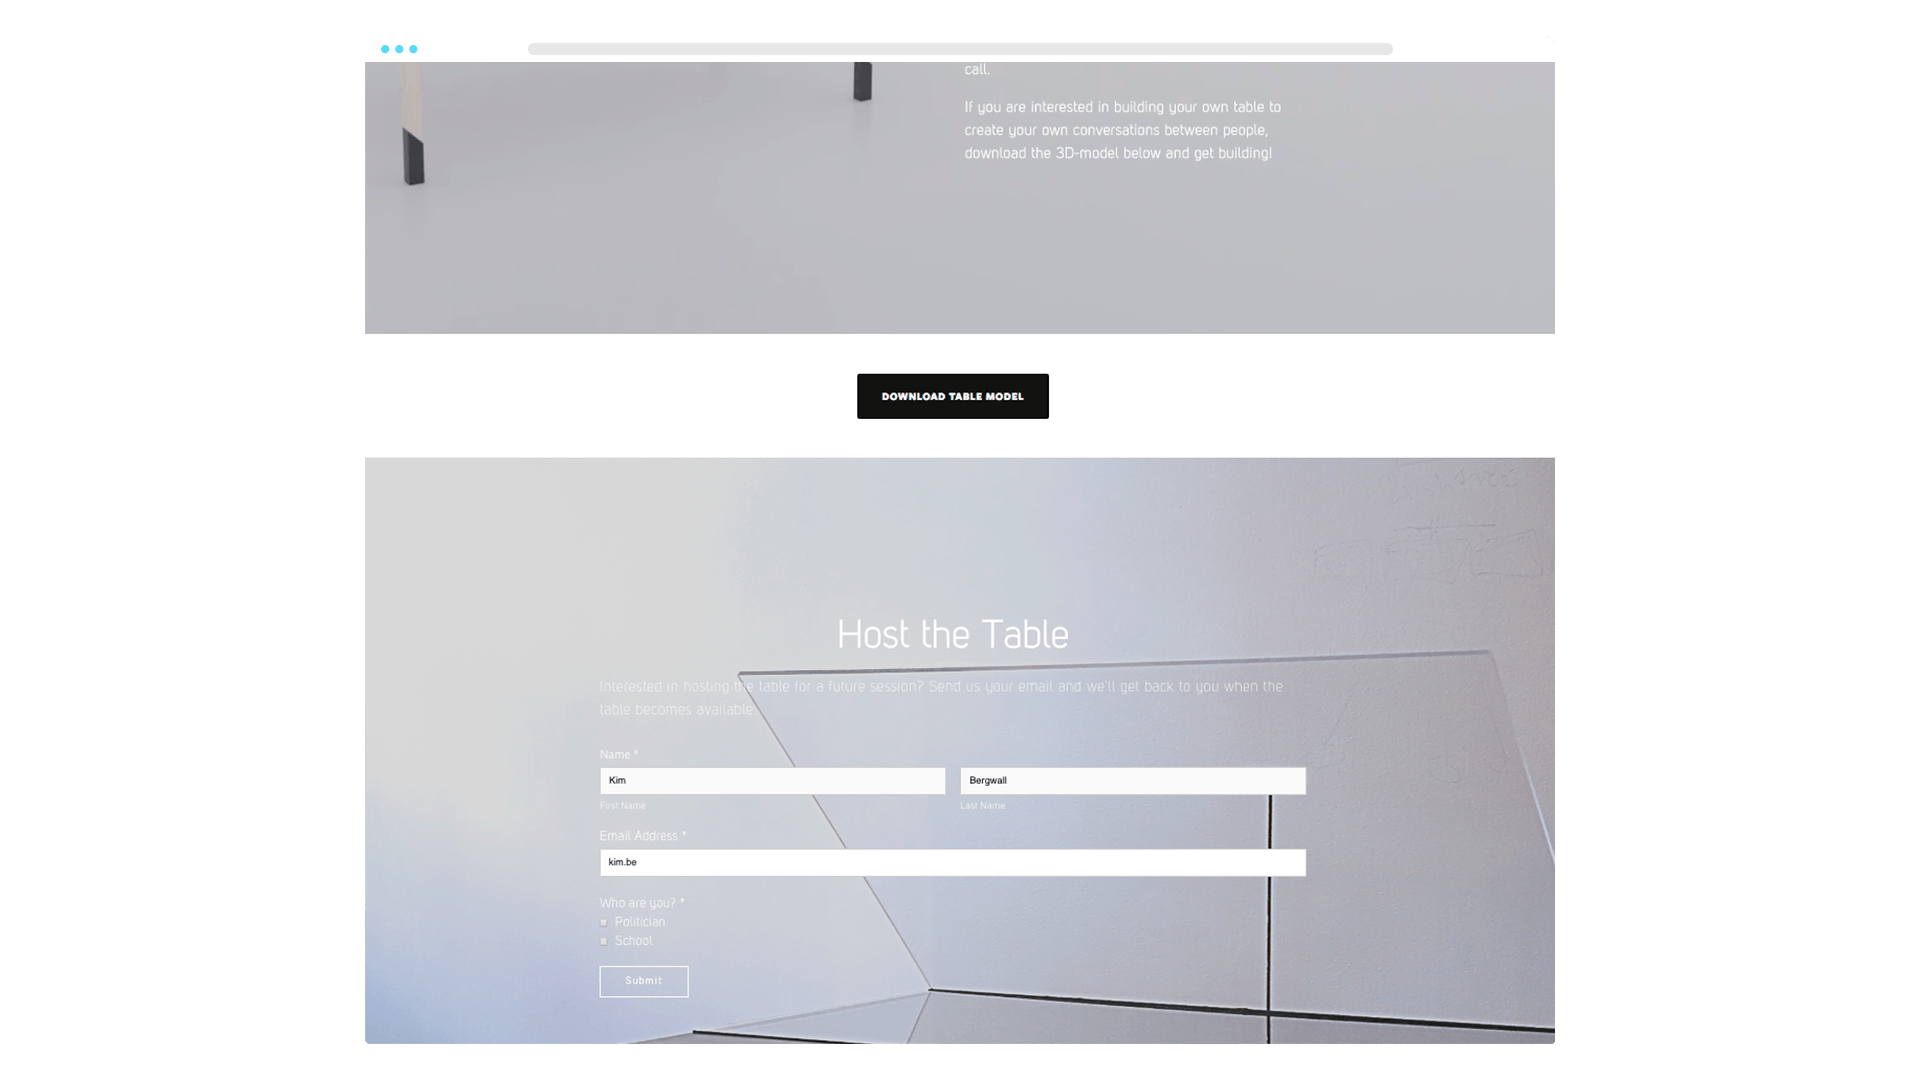 call.
If you are interested in building your own table to
create your own conversations between people,
download the 3D-model below and get building!
DOWNLOAD TABLE MODEL
Host the Table
Interested in hosting the table for a future session? Send us your email and we'll get back to you when the
table becomes available.
Name *
Kim
Bergwall
First Name
Last Name
Email Address *
kim.be
Who are you? *
Politician
School
Submit